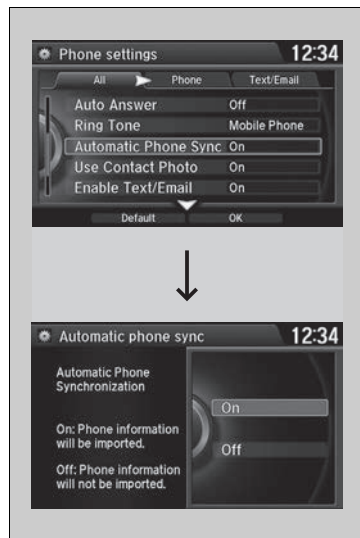 Phone settings 12:34
All Phone Text/Email
Auto Answer Off
Ring Tone Mobile Phone
Automatic Phone Sync On
Use Contact Photo On
Enable Text/Email On
Default OK
Automatic phone sync 12:34
Automatic Phone
Synchronization
On: Phone information
will be imported.
Off: Phone information
will not be imported.
On
Off